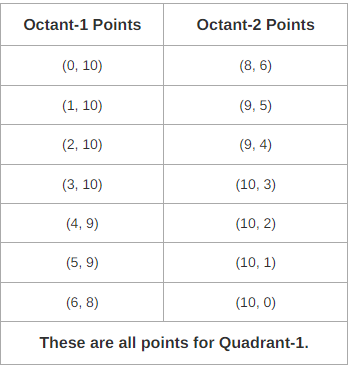 Octant-1 Points Octant-2 Points
(0, 10) (8, 6)
(1, 10) (9, 5)
(2, 10) (9, 4)
(3, 10) (10, 3)
(4, 9) (10, 2)
(5, 9) (10, 1)
(6, 8) (10, 0)
These are all points for Quadrant-1.